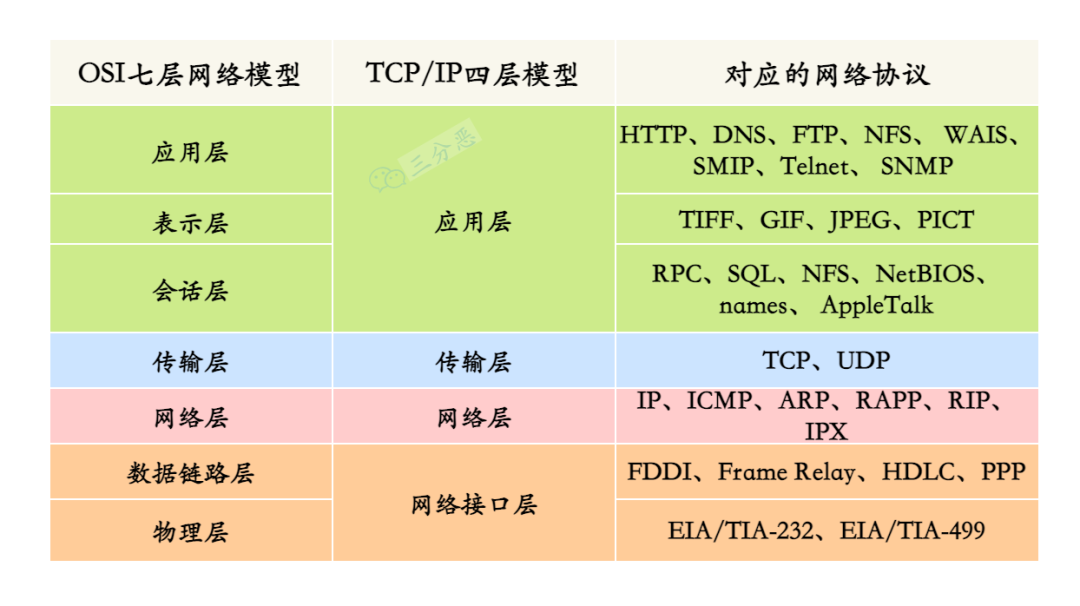 OSI七层网络模型 TCP/IP四层模型 对应的网络协议
三分恶
应用层 HTTP、DNS、FTP、NFS、 WAIS、
SMIP、Telnet、 SNMP
表示层 应用层 TIFF、GIF、JPEG、PICT
会话层 RPC、SQL、NFS、NetBIOS、
names、 AppleTalk
传输层 传输层 TCP、UDP
网络层 网络层 IP、ICMP、ARP、RAPP、RIP、
IPX
数据链路层 FDDI、Frame Relay、HDLC、PPP
网络接口层
物理层 EIA/TIA-232、EIA/TIA-499